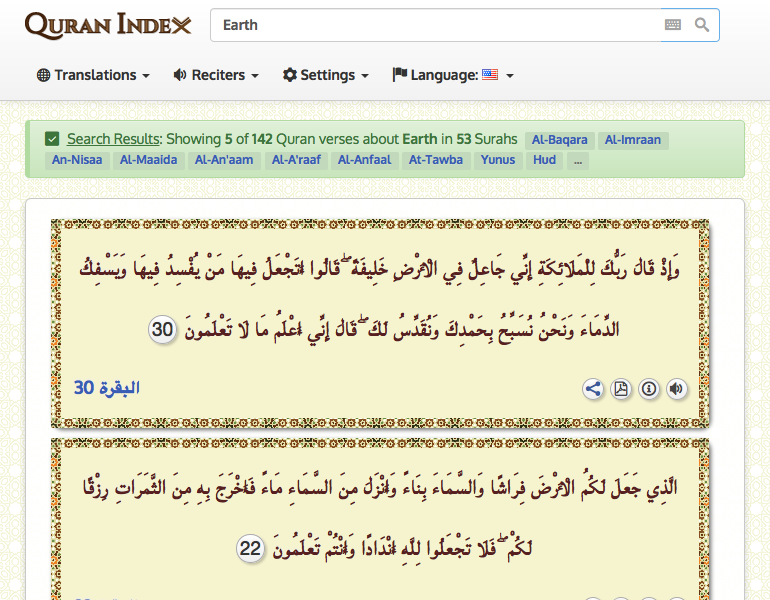 QURAN INDEX
Earth
Translations
Reciters
Settings
Language:
Search Results: Showing 5 of 142 Quran verses about Earth in 53 Surahs Al-Baqara Al-Imraan
An-Nisaa Al-Maaida Al-An'aam Al-A'raaf Al-Anfaal At-Tawba Yunus Hud ...
وَإِذْ قَالَ رَبُّكَ لِلْمَلَائِكَةِ إِنِّي جَاعِلٌ فِي الْأَرْضِ خَلِيفَةً ۖ قَالُوا أَتَجْعَلُ فِيهَا مَنْ يُفْسِدُ فِيهَا وَيَسْفِكُ
الدِّمَاءَ وَنَحْنُ نُسَبِّحُ بِحَمْدِكَ وَنُقَدِّسُ لَكَ ۖ قَالَ إِنِّي أَعْلَمُ مَا لَا تَعْلَمُونَ 30
البقرة 30
الَّذِي جَعَلَ لَكُمُ الْأَرْضَ فِرَاشًا وَالسَّمَاءَ بِنَاءً وَأَنْزَلَ مِنَ السَّمَاءِ مَاءً فَأَخْرَجَ بِهِ مِنَ الثَّمَرَاتِ رِزْقًا
لَكُمْ ۖ فَلَا تَجْعَلُوا لِلَّهِ أَنْدَادًا وَأَنْتُمْ تَعْلَمُونَ 22